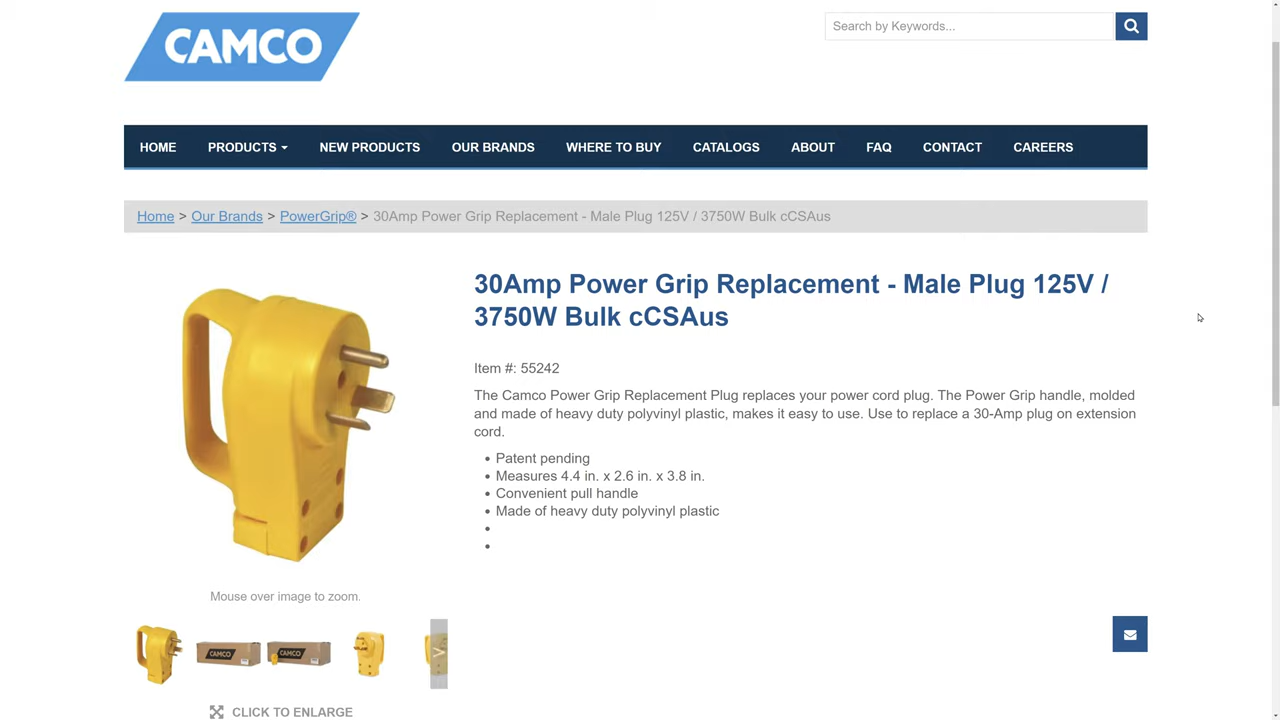 CAMCO
Search by Keywords...
HOME PRODUCTS NEW PRODUCTS OUR BRANDS WHERE TO BUY CATALOGS ABOUT FAQ CONTACT CAREERS
Home > Our Brands > PowerGrip® > 30Amp Power Grip Replacement - Male Plug 125V / 3750W Bulk cCSAus
30Amp Power Grip Replacement - Male Plug 125V /
3750W Bulk cCSAus
Item #: 55242
The Camco Power Grip Replacement Plug replaces your power cord plug. The Power Grip handle, molded
and made of heavy duty polyvinyl plastic, makes it easy to use. Use to replace a 30-Amp plug on extension
cord.
• Patent pending
• Measures 4.4 in. x 2.6 in. x 3.8 in.
• Convenient pull handle
• Made of heavy duty polyvinyl plastic
•
•
Mouse over image to zoom.
CAMCO
CAMCO
>
CLICK TO ENLARGE